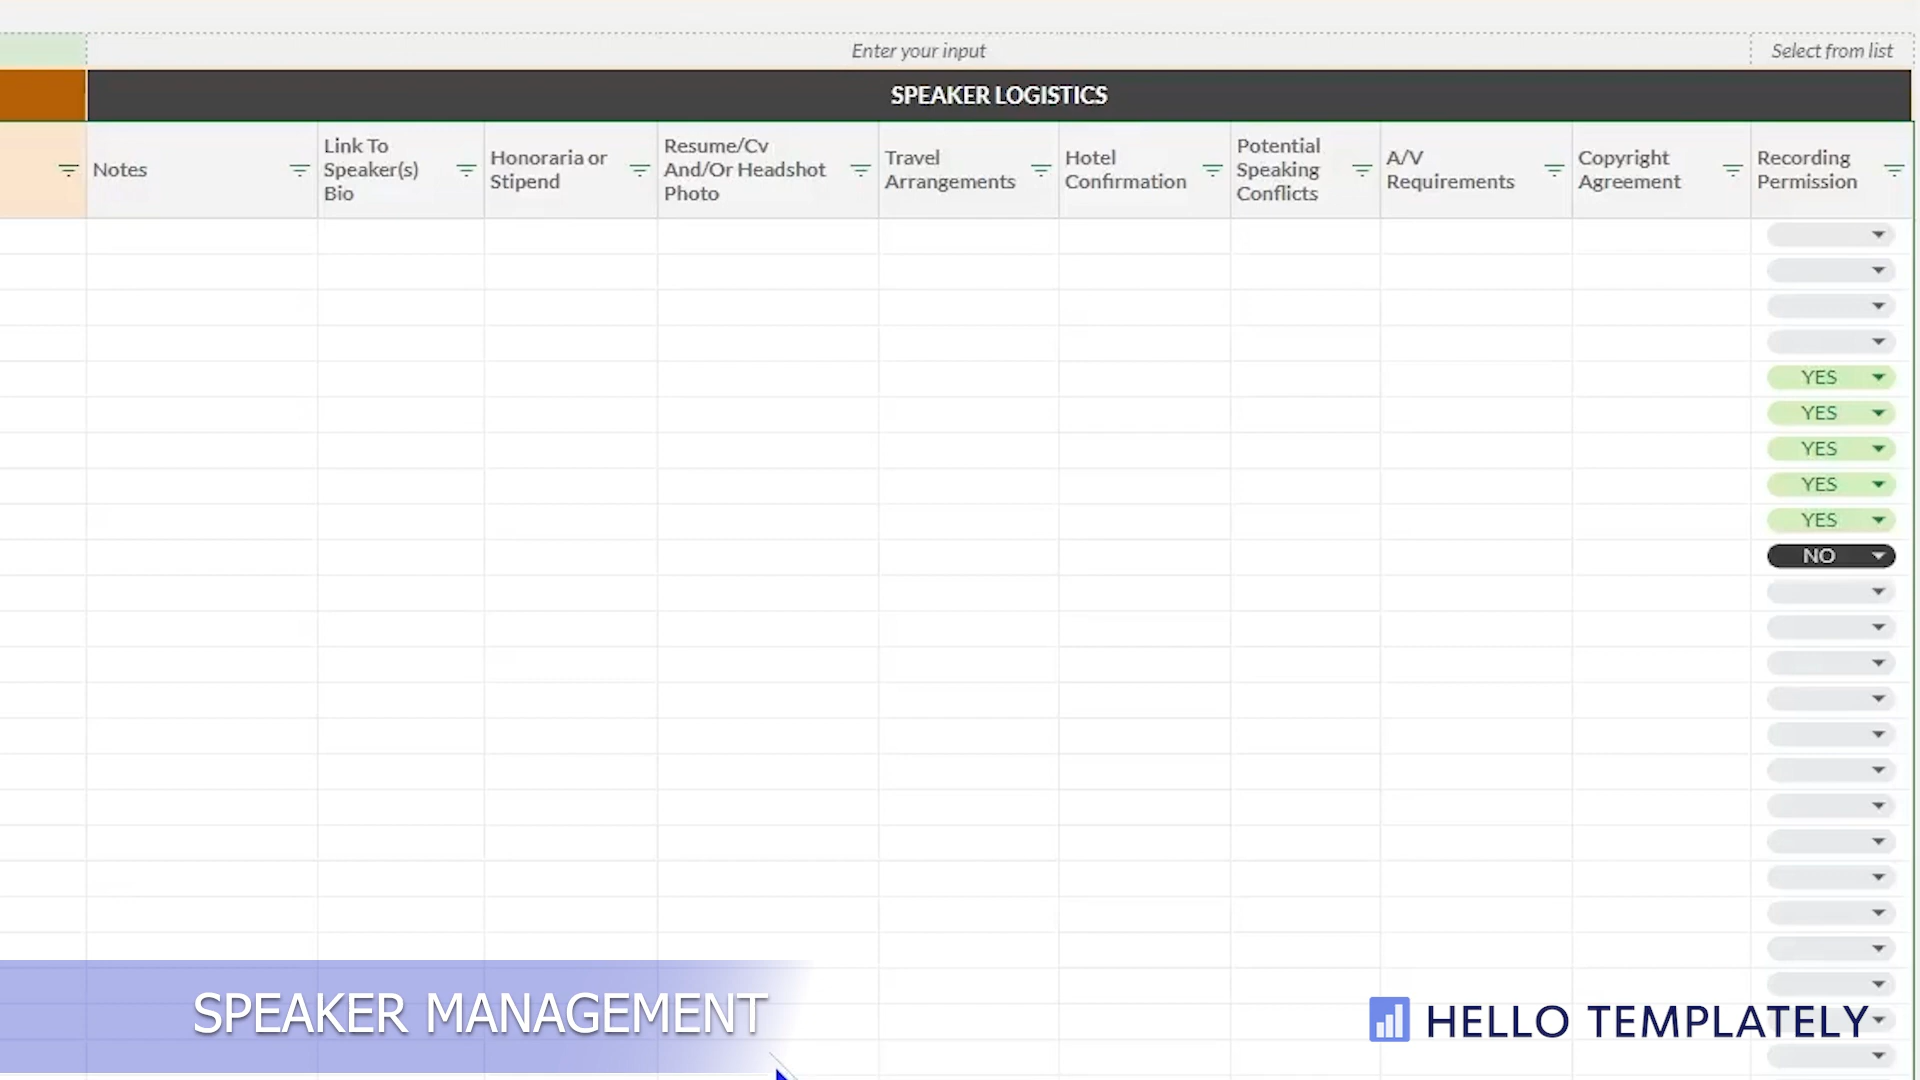 Enter your input
Select from list
SPEAKER LOGISTICS
Notes
Link To
Speaker(s)
Bio
Honoraria or
Stipend
Resume/Cv
And/Or Headshot
Photo
Travel
Arrangements
Hotel
Confirmation
Potential
Speaking
Conflicts
A/V
Requirements
Copyright
Agreement
Recording
Permission
YES
YES
YES
YES
YES
NO
SPEAKER MANAGEMENT
HELLO TEMPLATELY